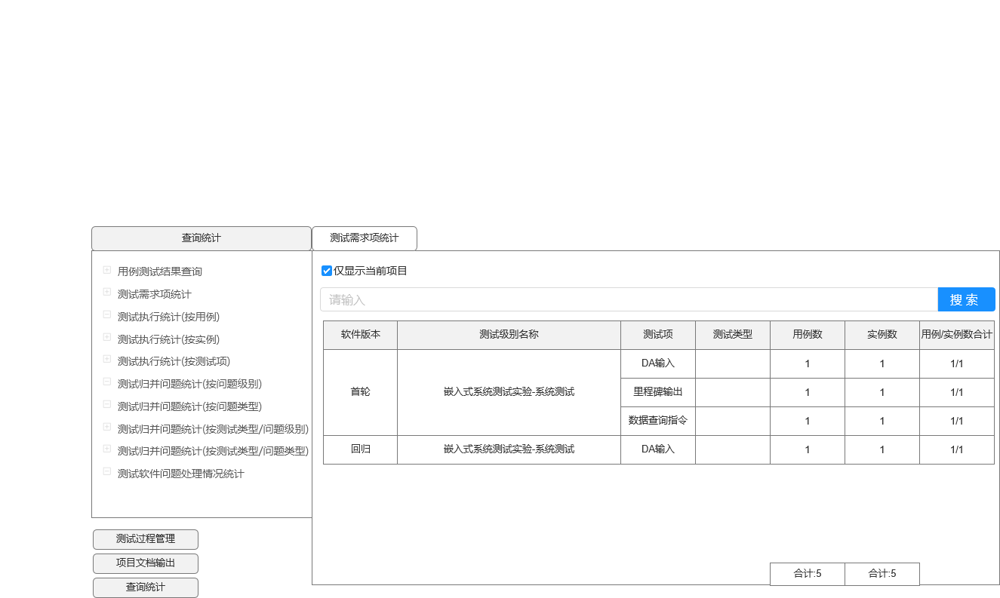 查询统计
测试需求项统计
用例测试结果查询
测试需求项统计
测试执行统计(按用例)
测试执行统计(按实例)
测试执行统计(按测试项)
测试归并问题统计(按问题级别)
测试归并问题统计(按问题类型)
测试归并问题统计(按测试类型/问题级别)
测试归并问题统计(按测试类型/问题类型)
测试软件问题处理情况统计
测试过程管理
项目文档输出
查询统计
仅显示当前项目
请输入 搜 索
软件版本 测试级别名称 测试项 测试类型 用例数 实例数 用例/实例数合计
DA输入 1 1 1/1
首轮 嵌入式系统测试实验-系统测试 里程碑输出 1 1 1/1
数据查询指令 1 1 1/1
回归 嵌入式系统测试实验-系统测试 DA输入 1 1 1/1
合计:5 合计:5